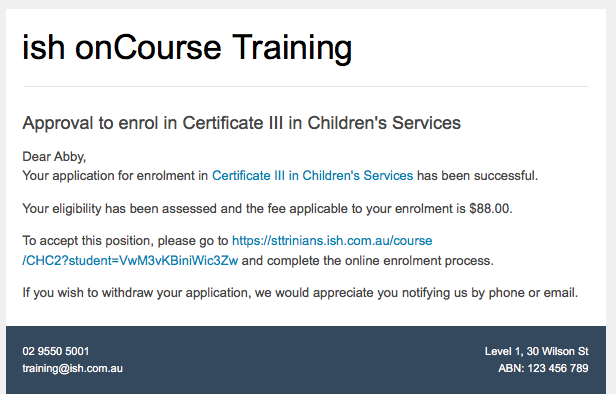 ish onCourse Training
Approval to enrol in Certificate III in Children's Services
Dear Abby,
Your application for enrolment in Certificate III in Children's Services has been successful.
Your eligibility has been assessed and the fee applicable to your enrolment is $88.00.
To accept this position, please go to https://sttrinians.ish.com.au/course
/CHC2?student=VwM3vKBiniWic3Zw and complete the online enrolment process.
If you wish to withdraw your application, we would appreciate you notifying us by phone or email.
02 9550 5001
training@ish.com.au
Level 1, 30 Wilson St
ABN: 123 456 789